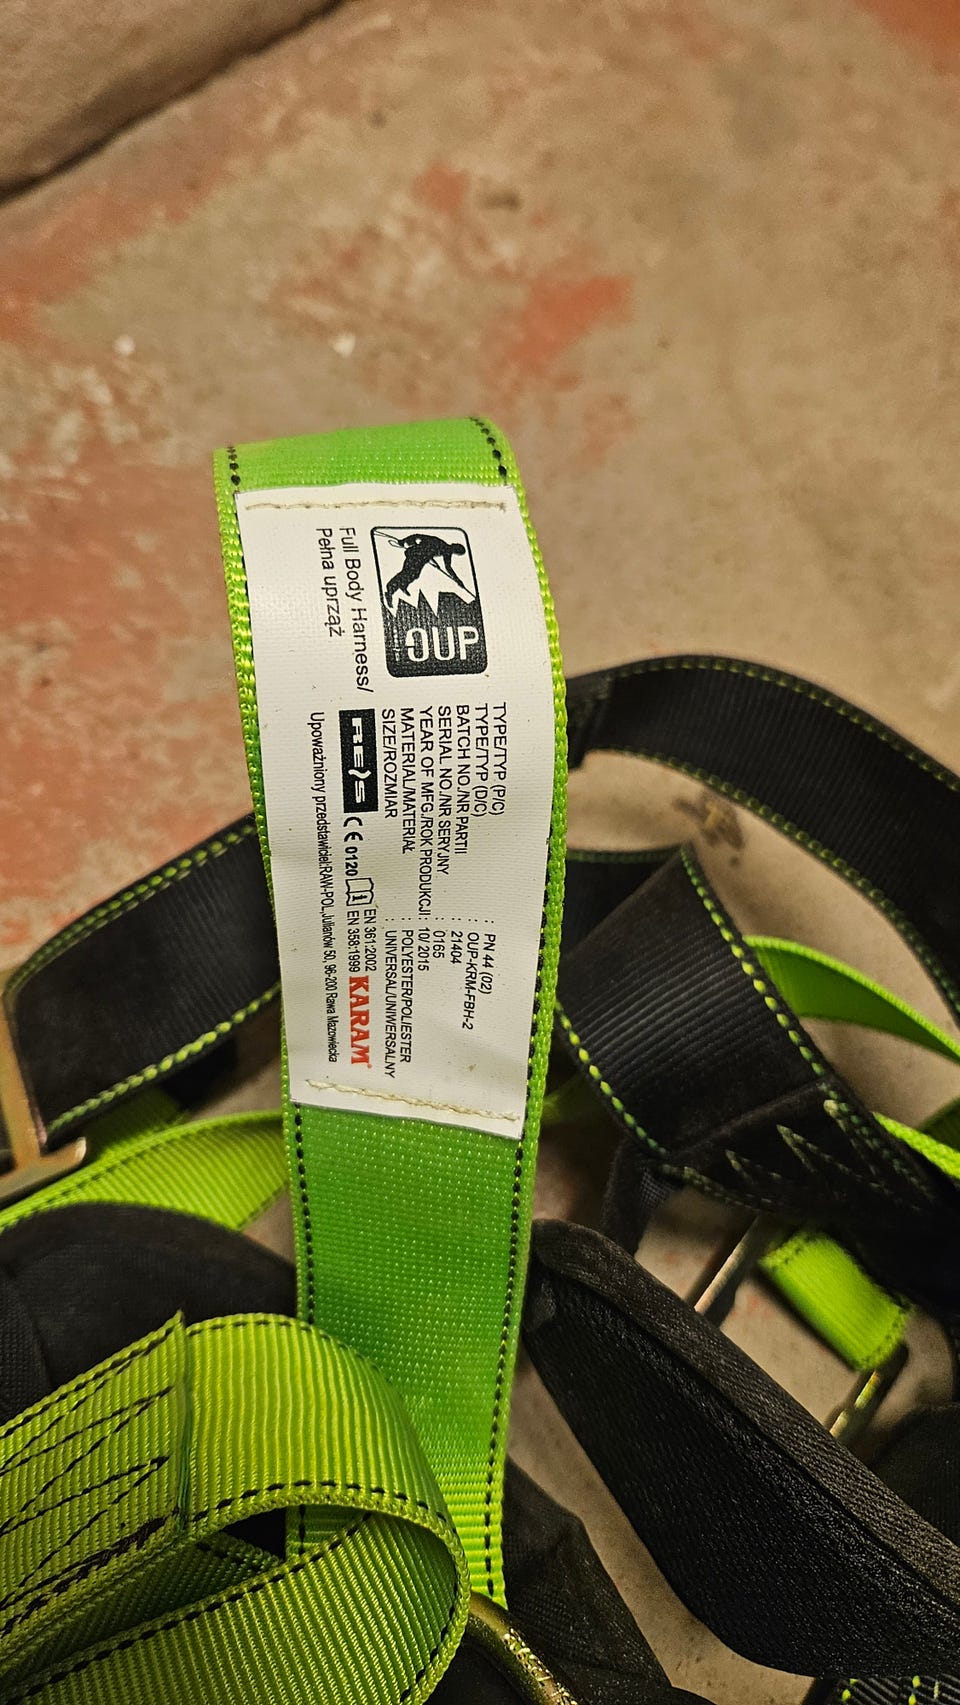 OUP
Full Body Harness/
Pełna uprząż
TYPE/TYP (P/C) : PN 44 (02)
TYPE/TYP (D/C) : OUP-KRM-FBH-2
BATCH NO./NR PARTII : 21404
SERIAL NO./NR SERYJNY : 0165
YEAR OF MFG./ROK PRODUKCJI : 10/ 2015
MATERIAL/MATERIAŁ : POLYESTER/POLIESTER
SIZE/ROZMIAR : UNIVERSAL/UNIWERSALNY
REIS CE 0120 EN 361:2002
EN 358:1999 KARAM®
Upoważniony przedstawiciel:RAW-POL,Julianów 50, 96-200 Rawa Mazowiecka